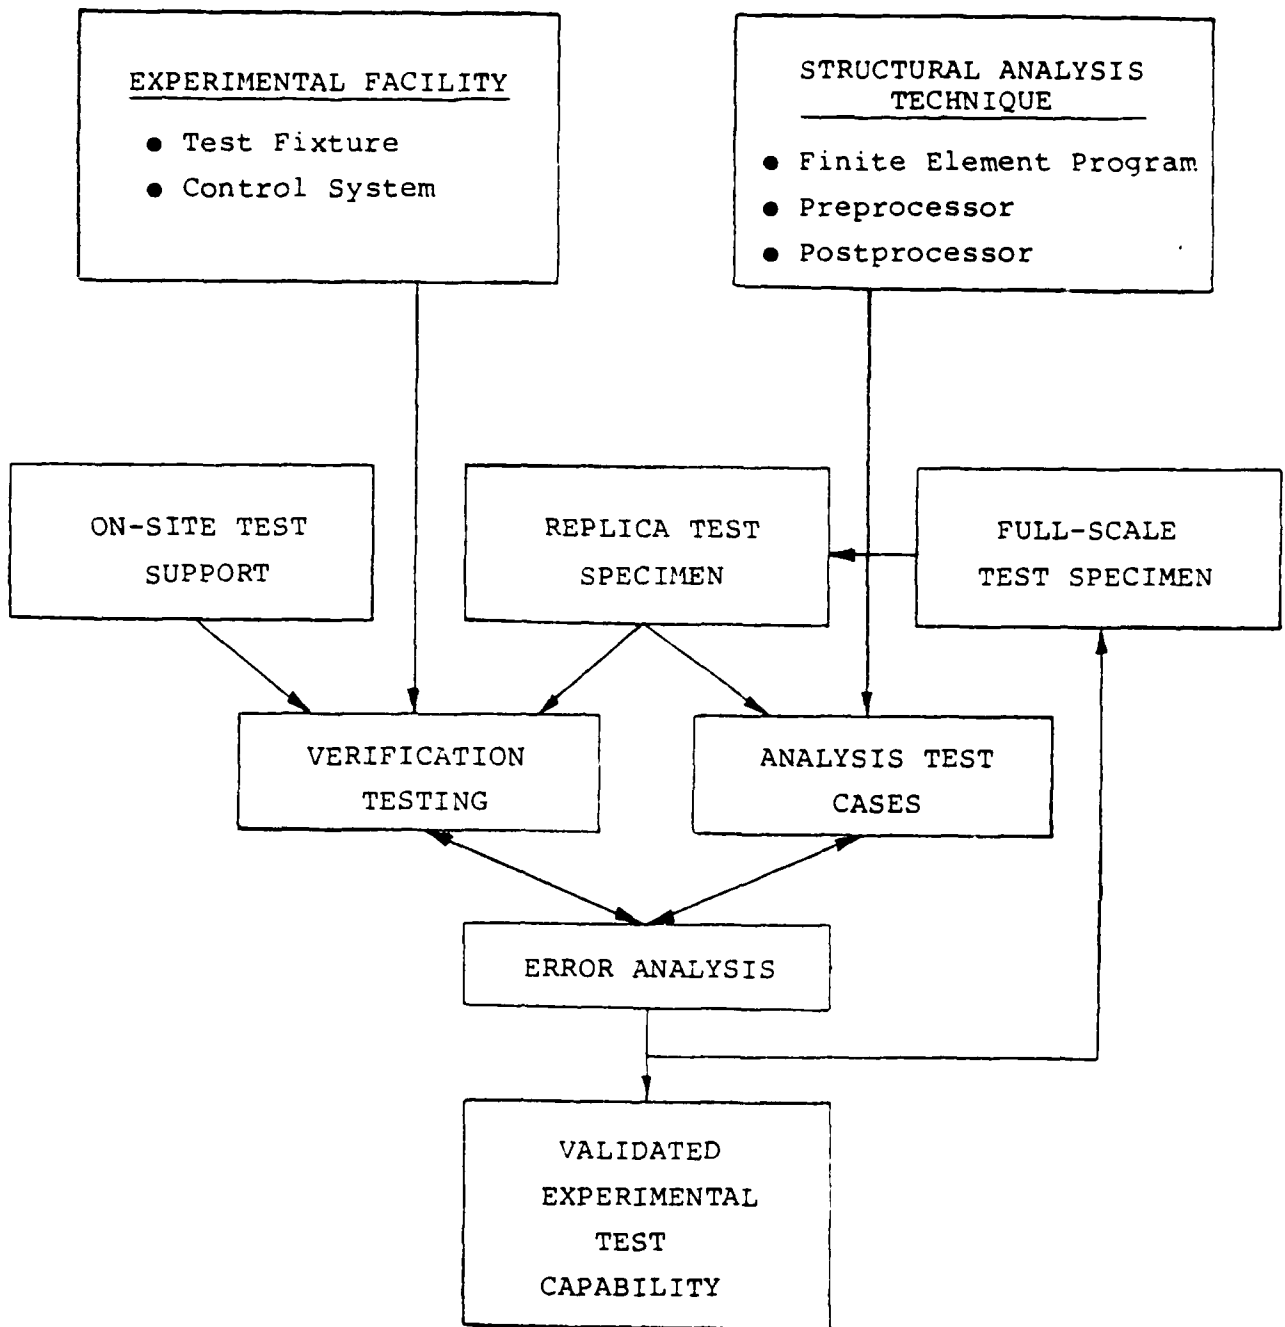 EXPERIMENTAL FACILITY
● Test Fixture
● Control System
STRUCTURAL ANALYSIS
TECHNIQUE
● Finite Element Program
● Preprocessor
● Postprocessor
ON-SITE TEST
SUPPORT
REPLICA TEST
SPECIMEN
FULL-SCALE
TEST SPECIMEN
VERIFICATION
TESTING
ANALYSIS TEST
CASES
ERROR ANALYSIS
VALIDATED
EXPERIMENTAL
TEST
CAPABILITY